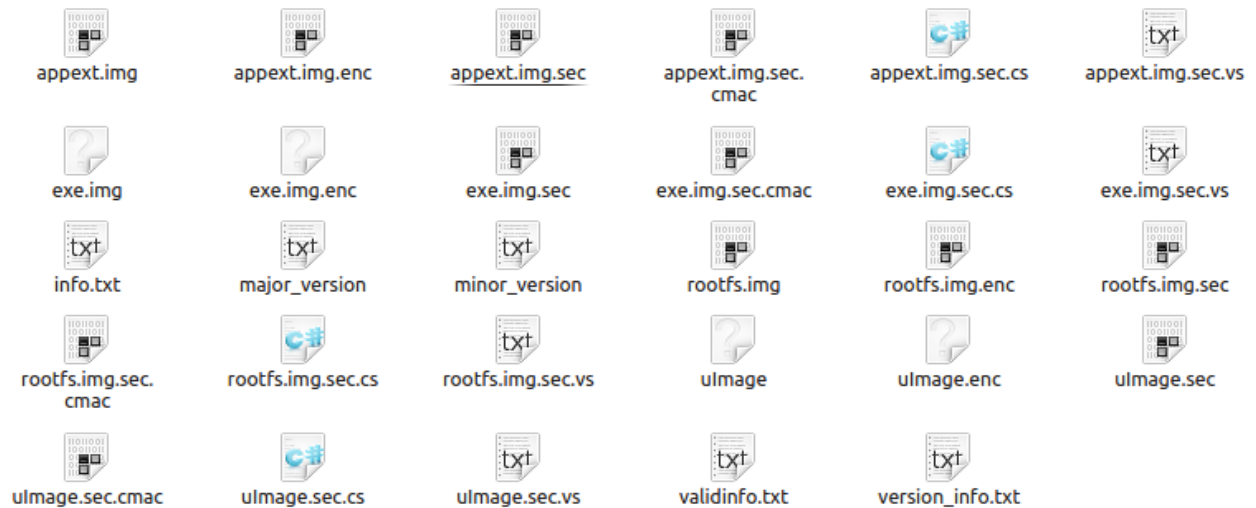 appext.img
appext.img.enc
appext.img.sec
appext.img.sec.
cmac
appext.img.sec.cs
appext.img.sec.vs
exe.img
exe.img.enc
exe.img.sec
exe.img.sec.cmac
exe.img.sec.cs
exe.img.sec.vs
info.txt
major_version
minor_version
rootfs.img
rootfs.img.enc
rootfs.img.sec
rootfs.img.sec.
cmac
rootfs.img.sec.cs
rootfs.img.sec.vs
uImage
uImage.enc
uImage.sec
uImage.sec.cmac
uImage.sec.cs
uImage.sec.vs
validinfo.txt
version_info.txt